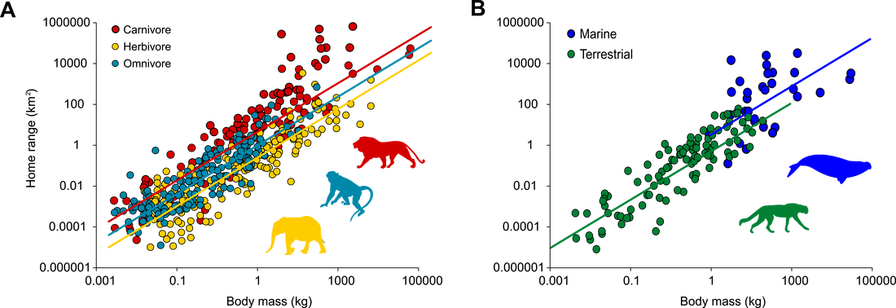 A
Carnivore
Herbivore
Omnivore
1000000
10000
100
1
0.01
0.0001
0.000001
Home range (km²)
0.001
0.1
1
1000
100000
Body mass (kg)
B
Marine
Terrestrial
1000000
10000
100
1
0.01
0.0001
0.000001
0.001
0.1
1
1000
100000
Body mass (kg)